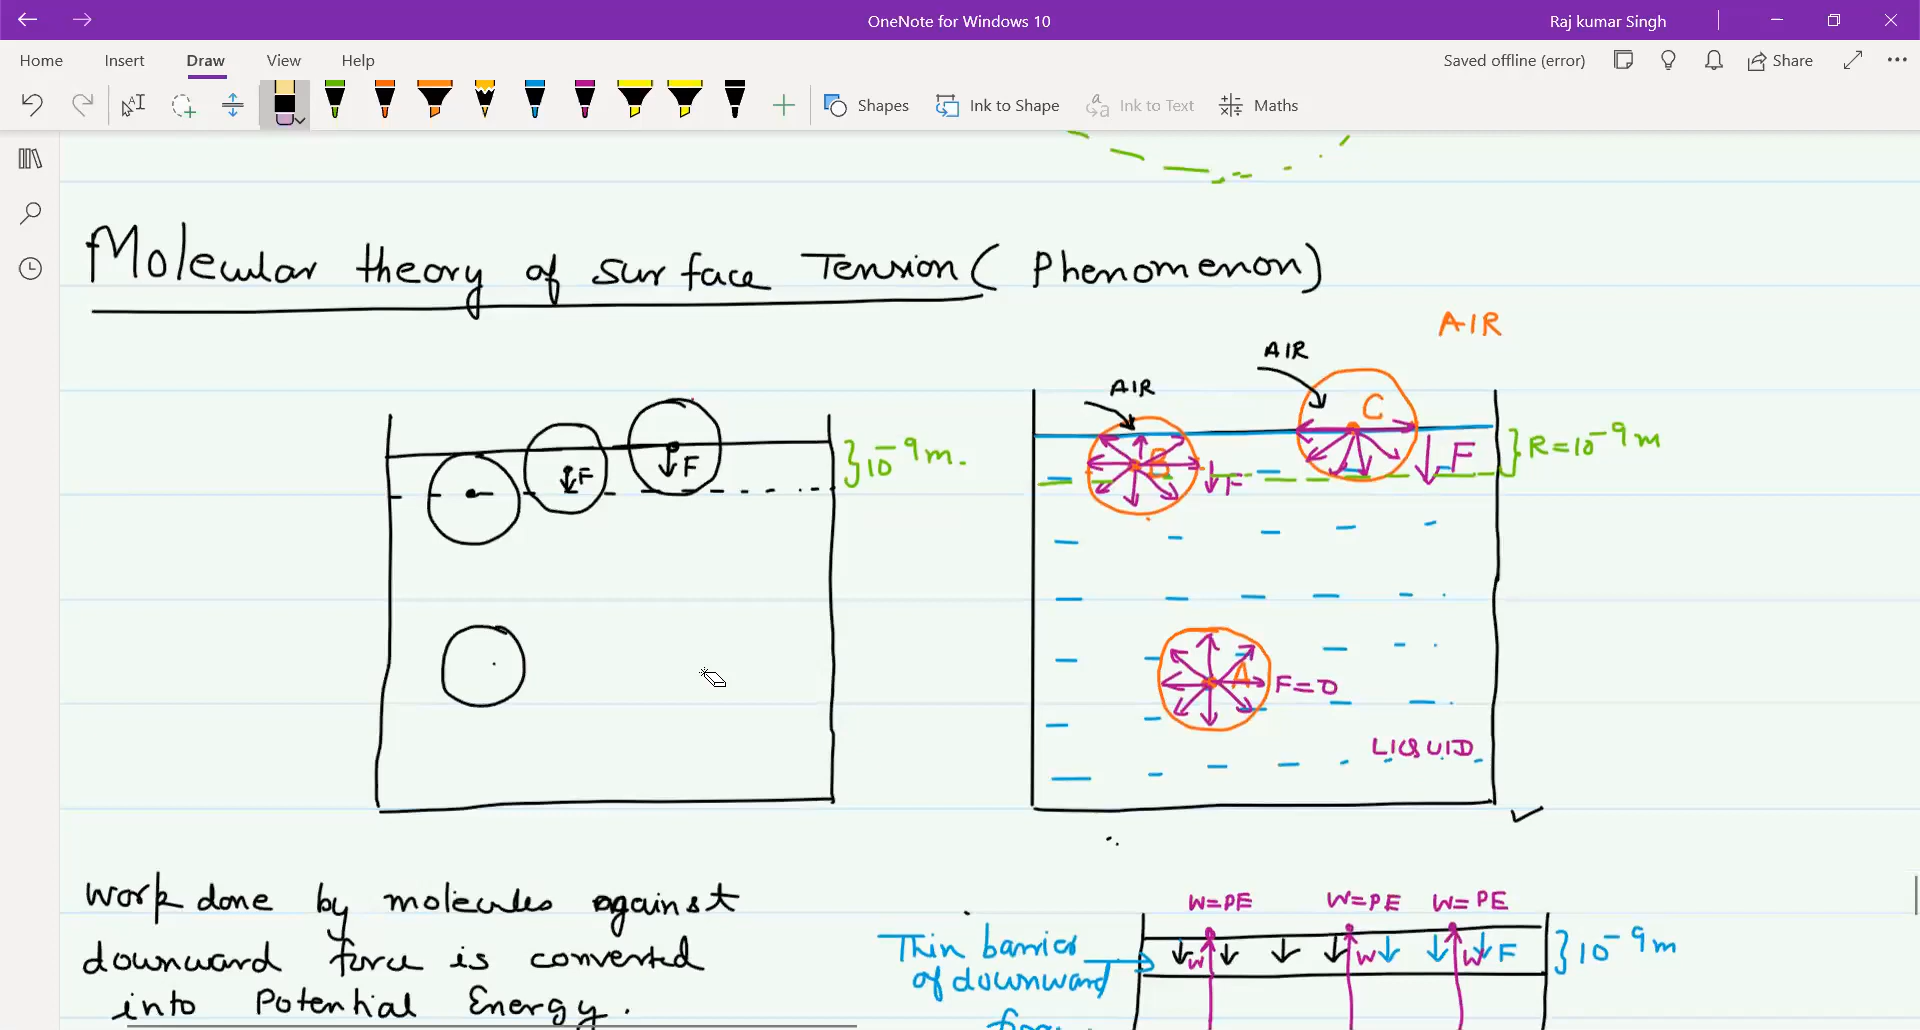 OneNote for Windows 10
Raj kumar Singh
Home Insert Draw View Help
Saved offline (error)
Share
Shapes
Ink to Shape
Ink to Text
Maths
Molecular theory of surface Tension ( Phenomenon)
AIR
AIR
AIR
C
B
F
F
F
F
}10⁻⁹m.
}R=10⁻⁹m
A
F=0
LIQUID
work done by molecules against
downward force is converted
into Potential Energy.
W=PE W=PE W=PE
Thin barrier
of downward
W W W F
}10⁻⁹m